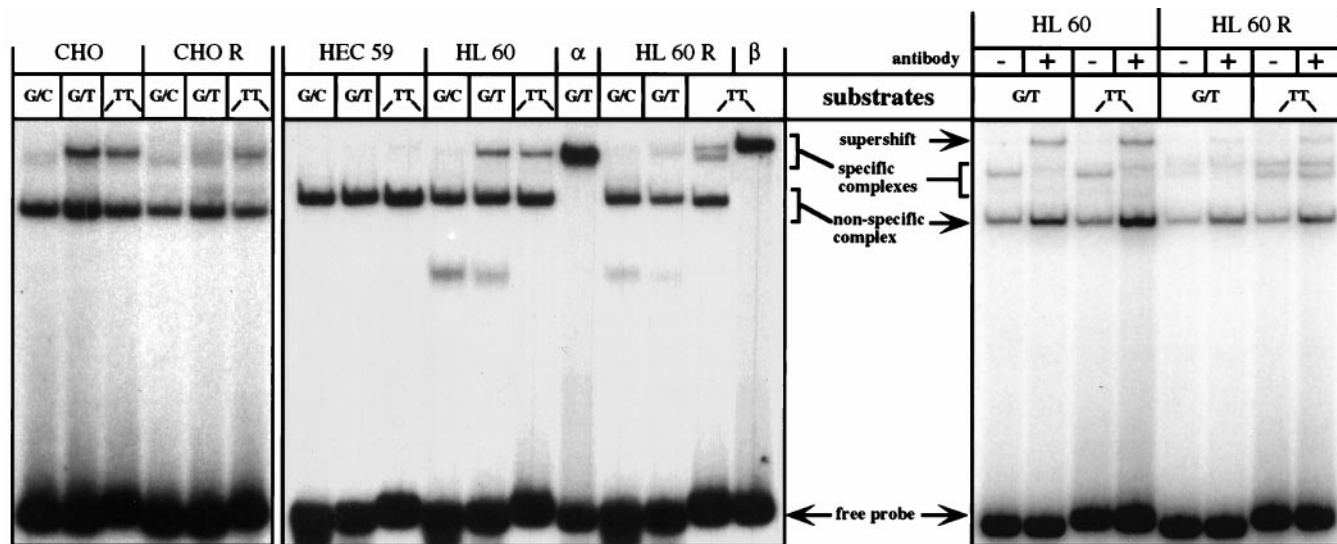 CHO CHO R HEC 59 HL 60 α HL 60 R β
G/C G/T TT G/C G/T TT
G/C G/T TT G/C G/T TT G/T G/C G/T TT G/T
HL 60 HL 60 R
antibody - + - + - + - +
substrates G/T TT G/T TT
supershift
specific
complexes
non-specific
complex
free probe